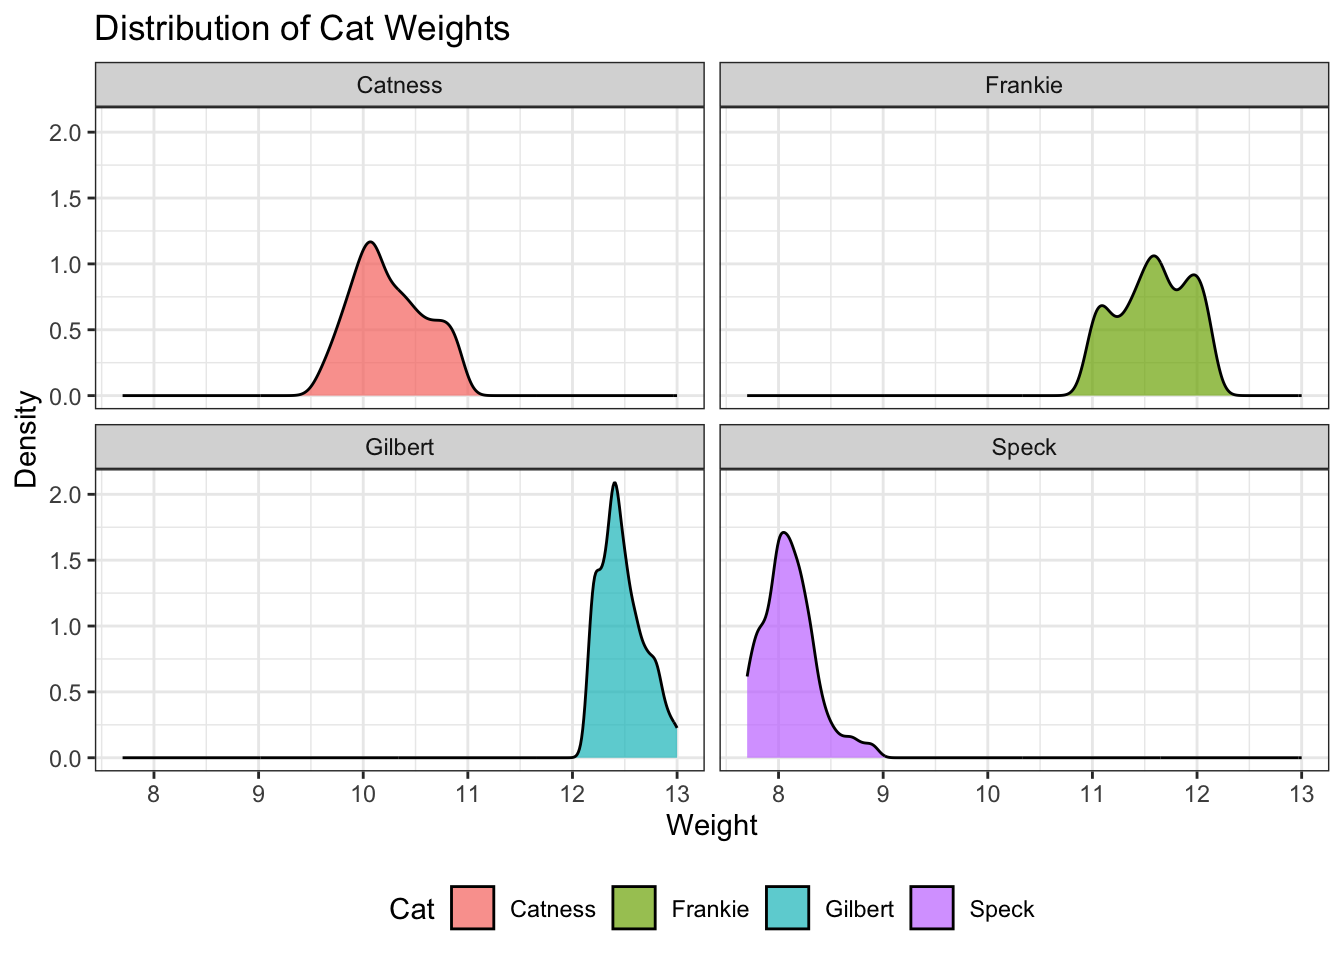 Distribution of Cat Weights
Catness Frankie
2.0
1.5
1.0
0.5
0.0
Density
Gilbert Speck
2.0
1.5
1.0
0.5
0.0
8 9 10 11 12 13 8 9 10 11 12 13
Weight
Cat Catness Frankie Gilbert Speck